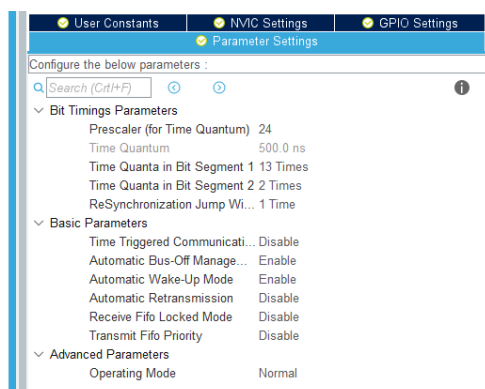 User Constants NVIC Settings GPIO Settings
Parameter Settings
Configure the below parameters :
Search (Crtl+F)
Bit Timings Parameters
Prescaler (for Time Quantum) 24
Time Quantum 500.0 ns
Time Quanta in Bit Segment 1 13 Times
Time Quanta in Bit Segment 2 2 Times
ReSynchronization Jump Wi... 1 Time
Basic Parameters
Time Triggered Communicati... Disable
Automatic Bus-Off Manage... Enable
Automatic Wake-Up Mode Enable
Automatic Retransmission Disable
Receive Fifo Locked Mode Disable
Transmit Fifo Priority Disable
Advanced Parameters
Operating Mode Normal